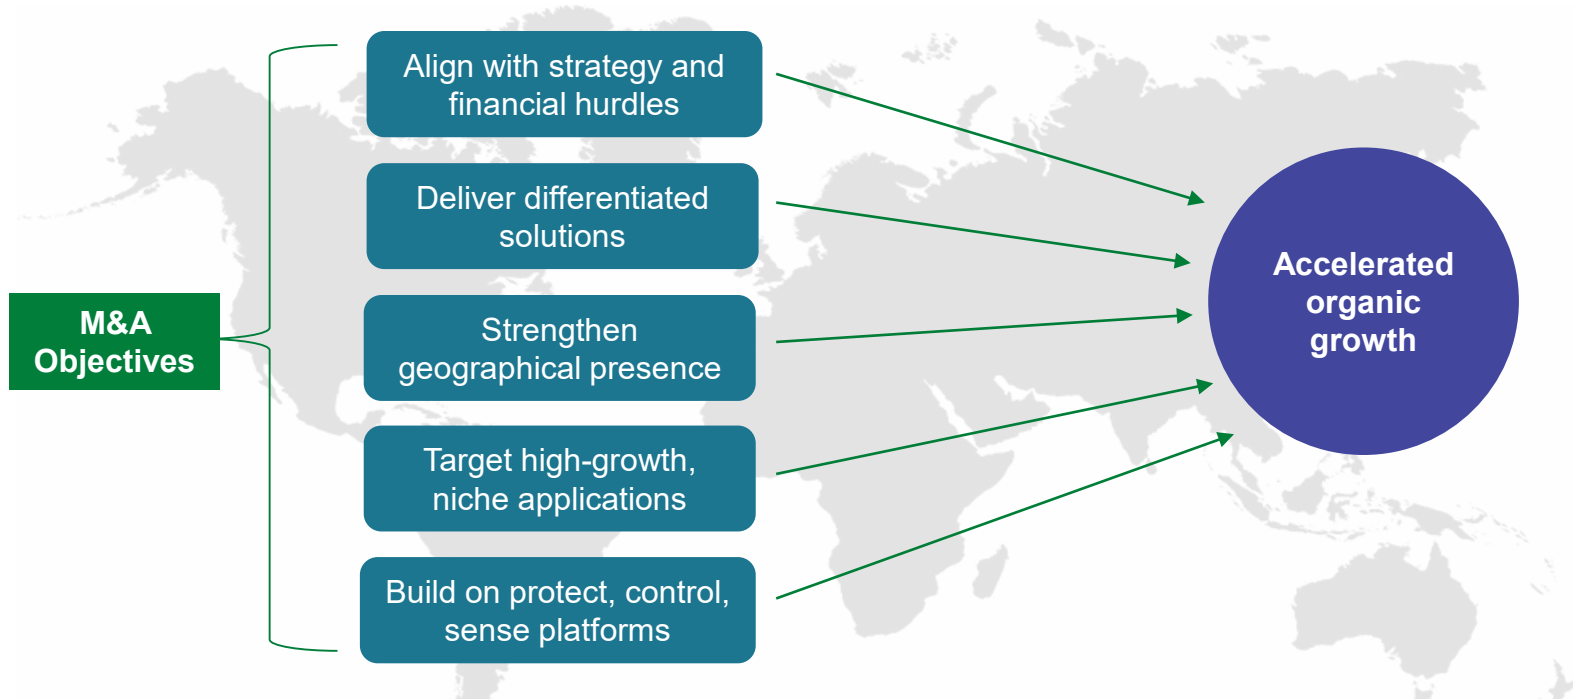 M&A
Objectives
Align with strategy and
financial hurdles
Deliver differentiated
solutions
Strengthen
geographical presence
Target high-growth,
niche applications
Build on protect, control,
sense platforms
Accelerated
organic
growth